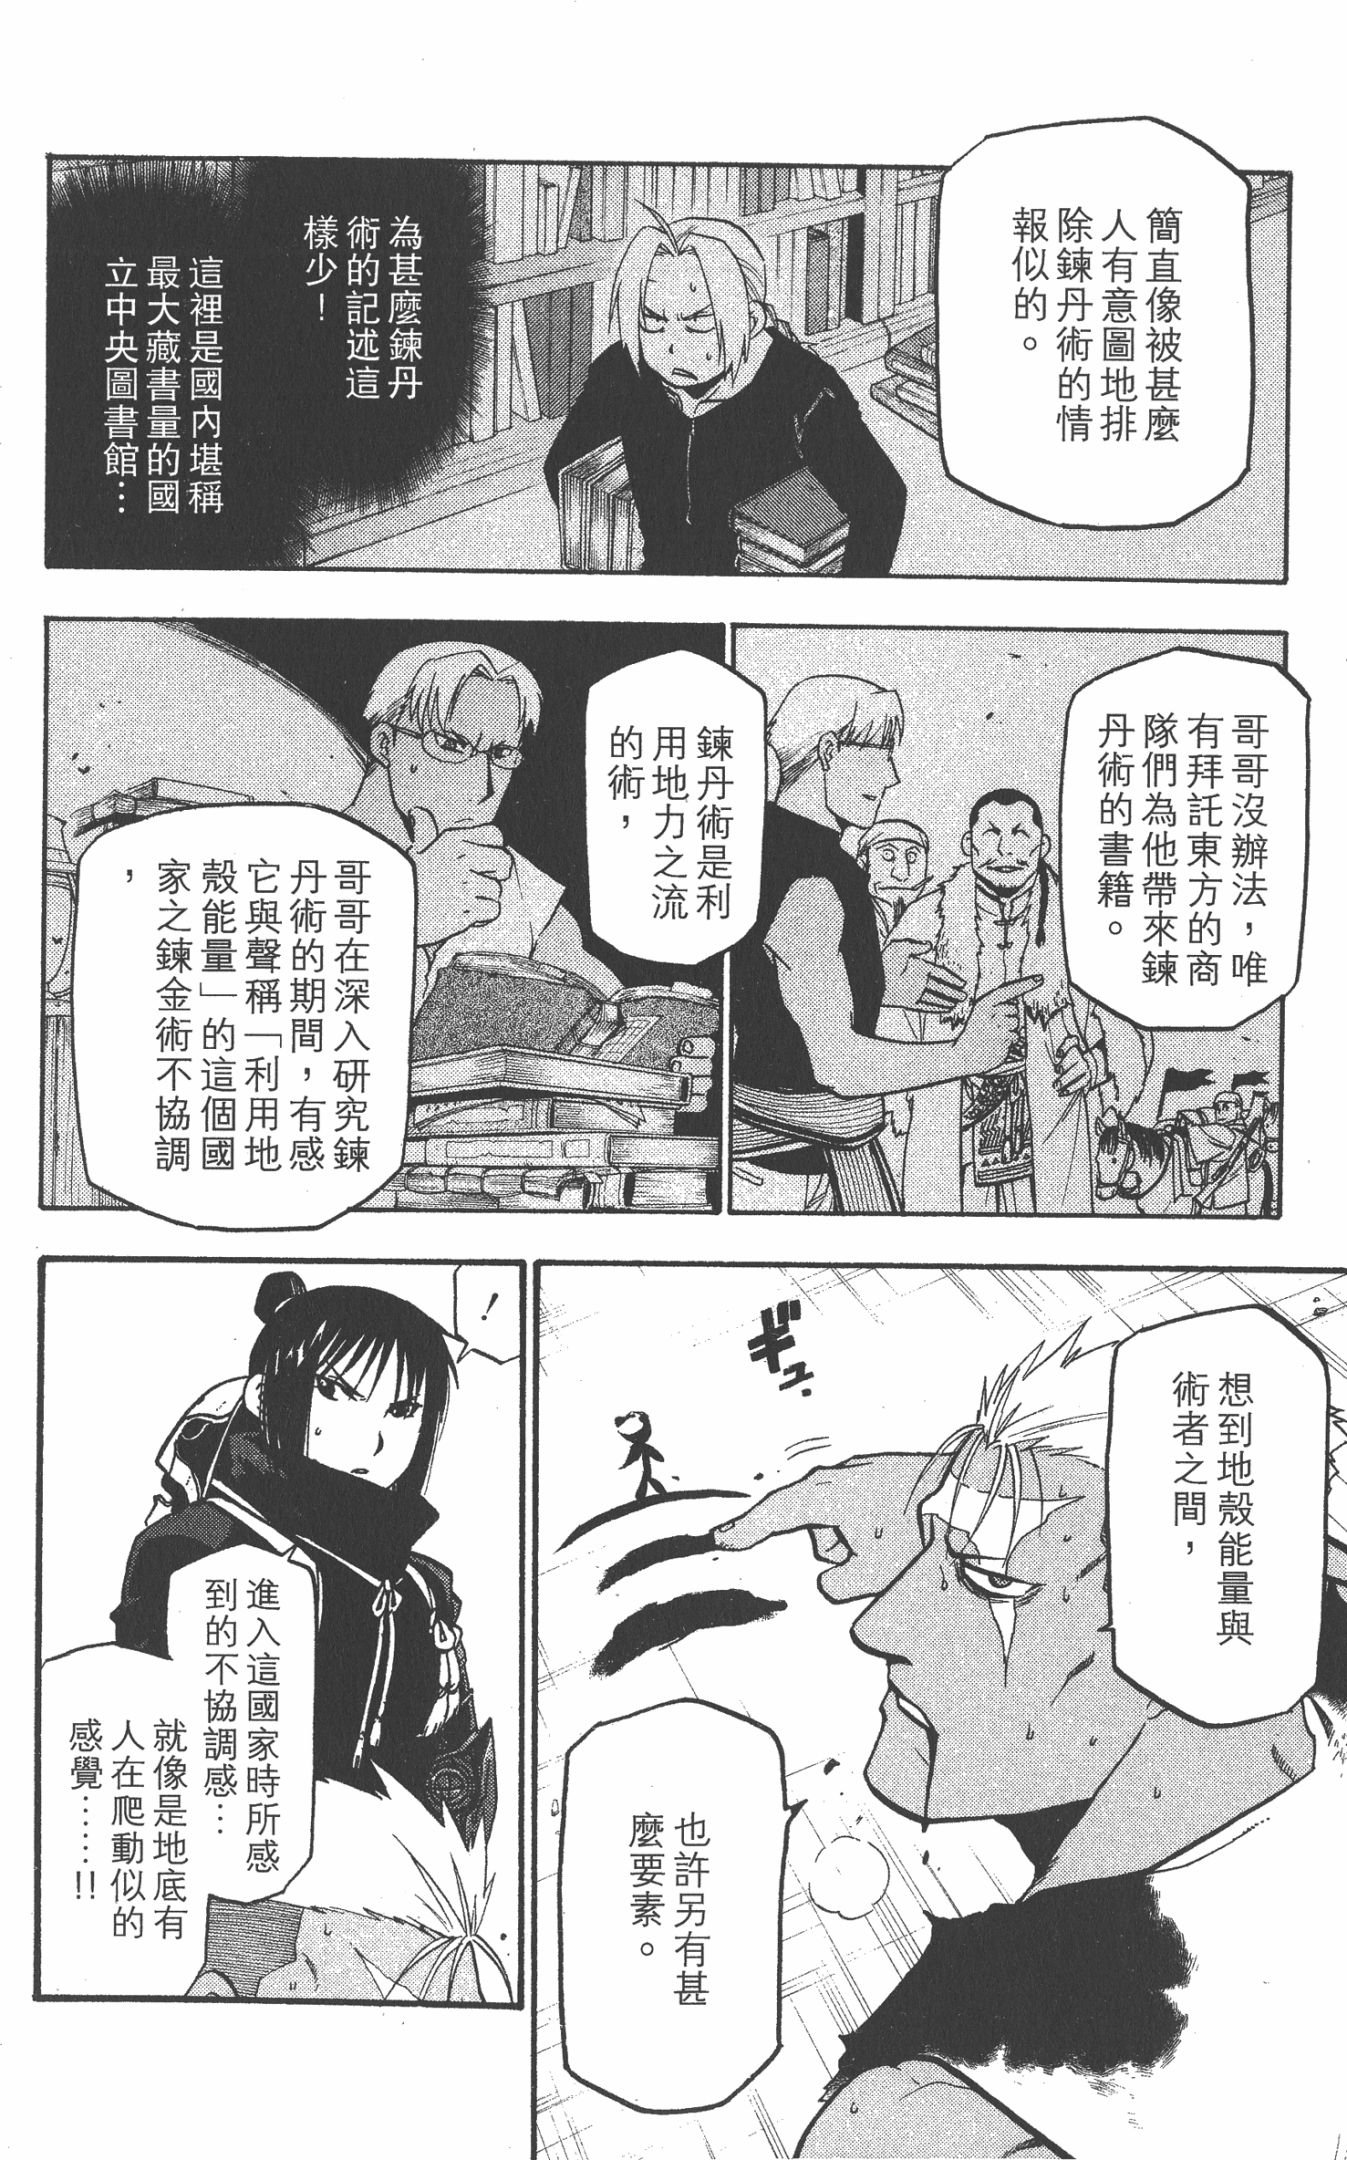 簡直像被甚麼
人有意圖地排
除鍊丹術的情
報似的。
為甚麼鍊丹
術的記述這
樣少！
這裡是國內堪稱
最大藏書量的國
立中央圖書館…
哥哥沒辦法，唯
有拜託東方的商
隊們為他帶來鍊
丹術的書籍。
鍊丹術是利
用地力之流
的術，
哥哥在深入研究鍊
丹術的期間，有感
它與聲稱「利用地
殼能量」的這個國
家之鍊金術不協調
，
想到地殼能量與
術者之間，
ギュ
也許另有甚
麼要素。
！
進入這國家時所感
到的不協調感…
就像是地底有
人在爬動似的
感覺……!!